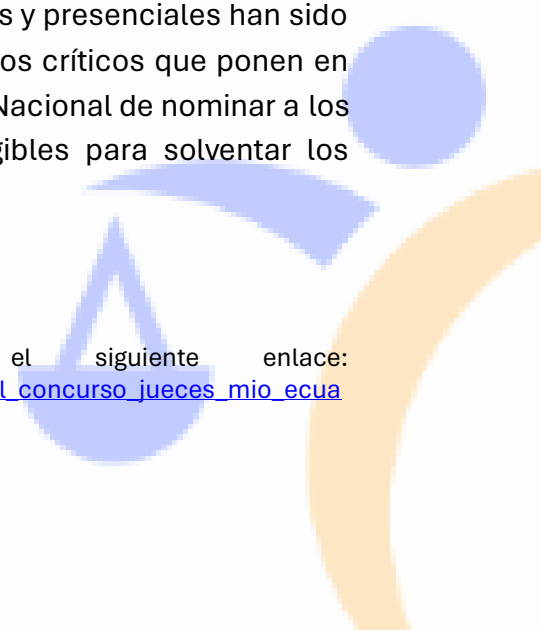 s y presenciales han sido
os críticos que ponen en
Nacional de nominar a los
gibles para solventar los
el siguiente enlace:
l_concurso_jueces_mio_ecua